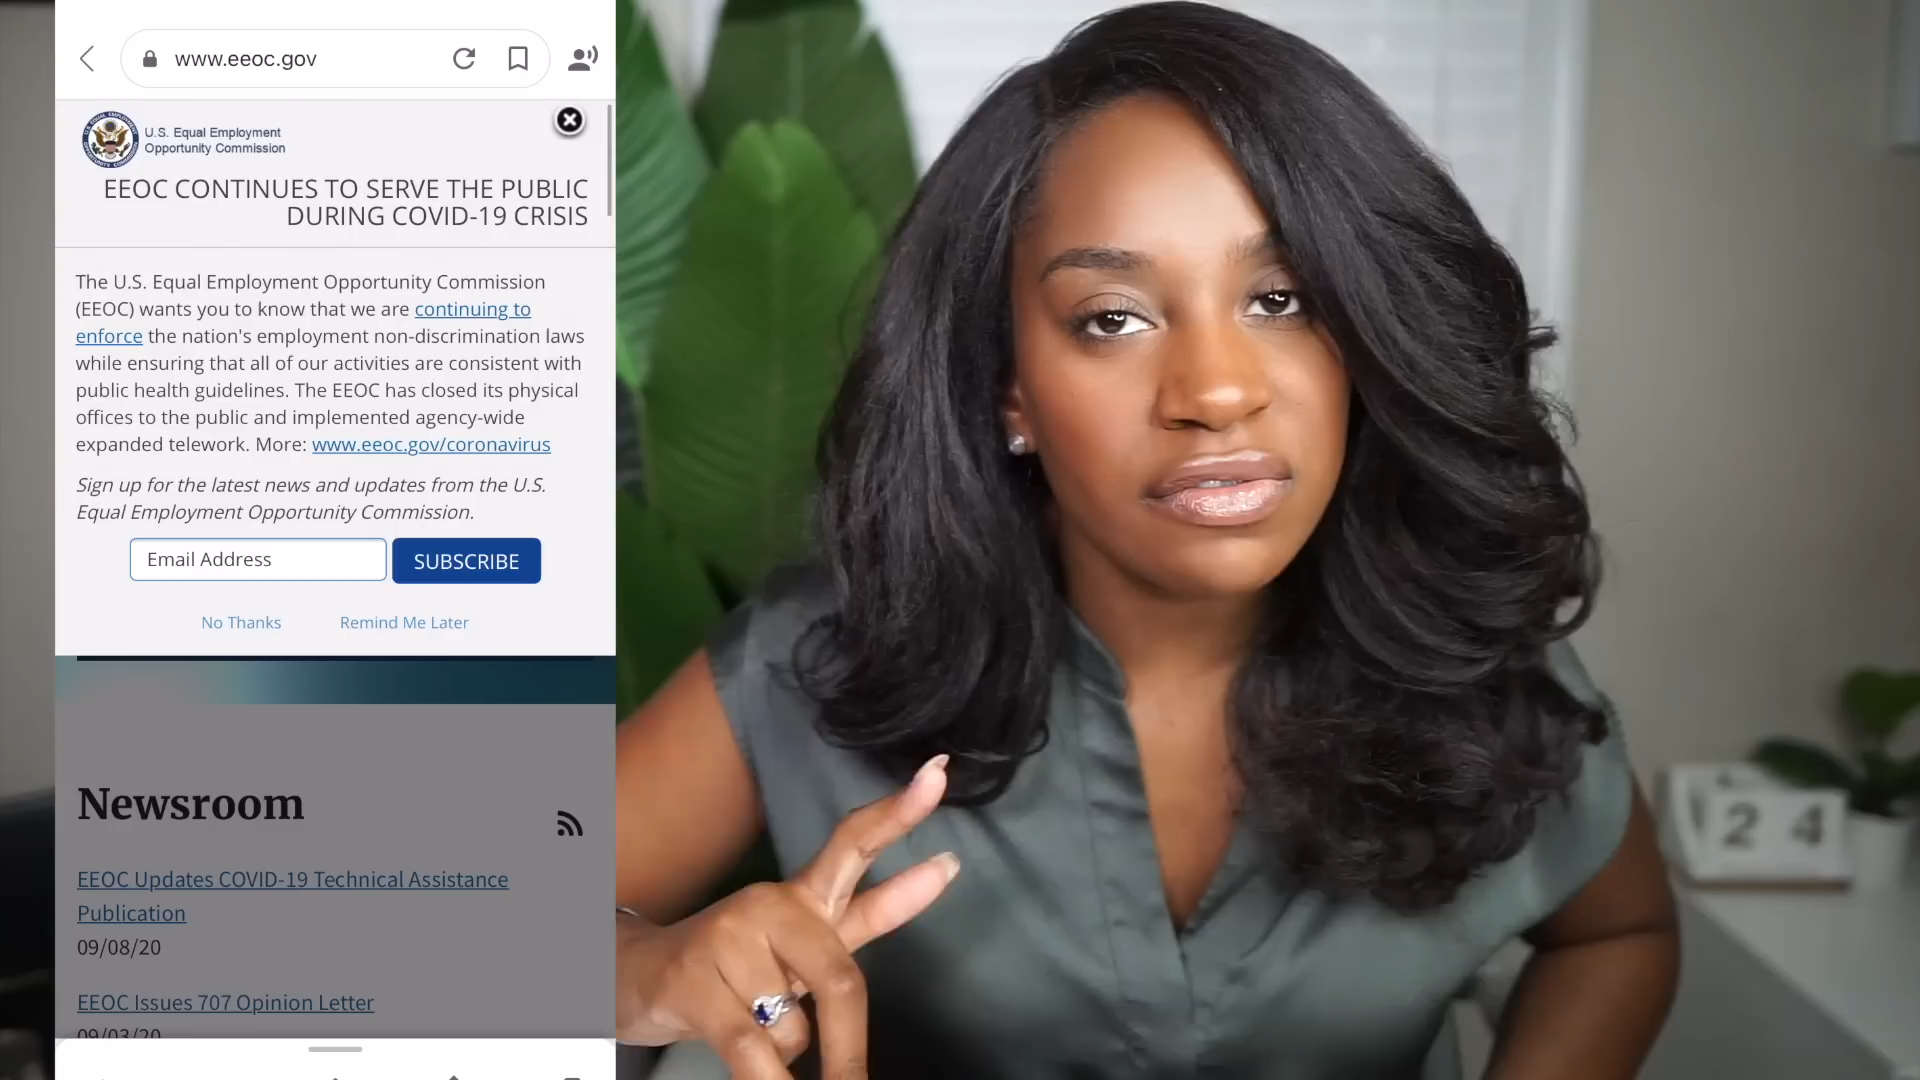 www.eeoc.gov
U.S. Equal Employment
Opportunity Commission
EEOC CONTINUES TO SERVE THE PUBLIC
DURING COVID-19 CRISIS
The U.S. Equal Employment Opportunity Commission
(EEOC) wants you to know that we are continuing to
enforce the nation's employment non-discrimination laws
while ensuring that all of our activities are consistent with
public health guidelines. The EEOC has closed its physical
offices to the public and implemented agency-wide
expanded telework. More: www.eeoc.gov/coronavirus
Sign up for the latest news and updates from the U.S.
Equal Employment Opportunity Commission.
Email Address SUBSCRIBE
No Thanks Remind Me Later
Newsroom
EEOC Updates COVID-19 Technical Assistance
Publication
09/08/20
EEOC Issues 707 Opinion Letter
09/03/20
2 4